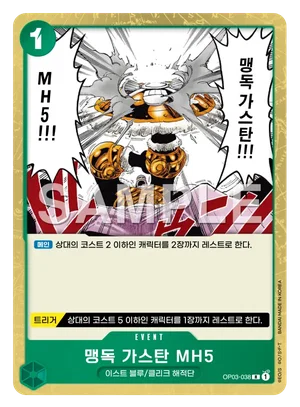 1
MH5!!!
맹독 가스탄!!!
SAMPLE
메인 상대의 코스트 2 이하인 캐릭터를 2장까지 레스트로 한다.
트리거 상대의 코스트 5 이하인 캐릭터를 1장까지 레스트로 한다.
EVENT
맹독 가스탄 MH5
이스트 블루/클리크 해적단
OP03-038 R 1